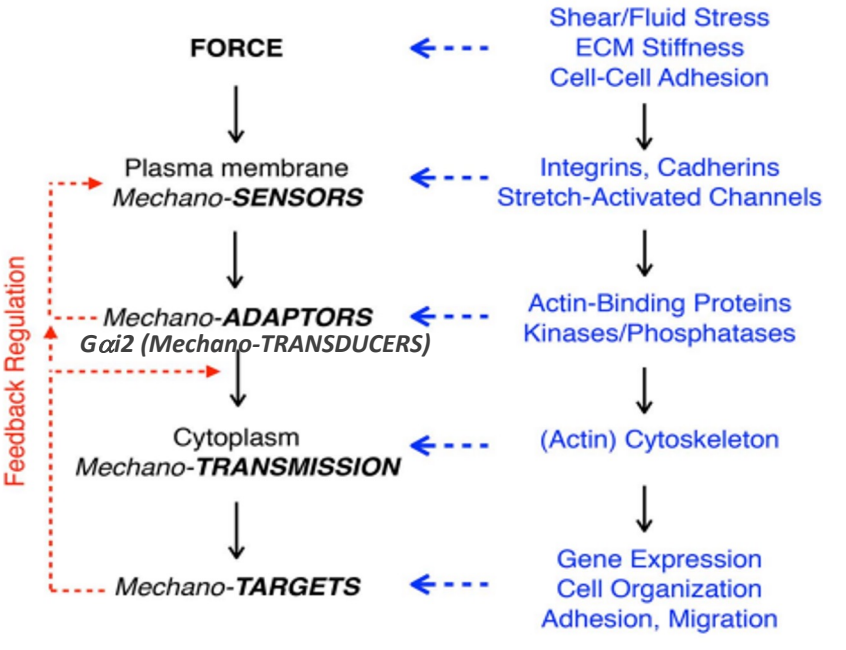 FORCE
Shear/Fluid Stress
ECM Stiffness
Cell-Cell Adhesion
Plasma membrane
Mechano-SENSORS
Integrins, Cadherins
Stretch-Activated Channels
Mechano-ADAPTORS
Gαi2 (Mechano-TRANSDUCERS)
Actin-Binding Proteins
Kinases/Phosphatases
Cytoplasm
Mechano-TRANSMISSION
(Actin) Cytoskeleton
Mechano-TARGETS
Gene Expression
Cell Organization
Adhesion, Migration
Feedback Regulation